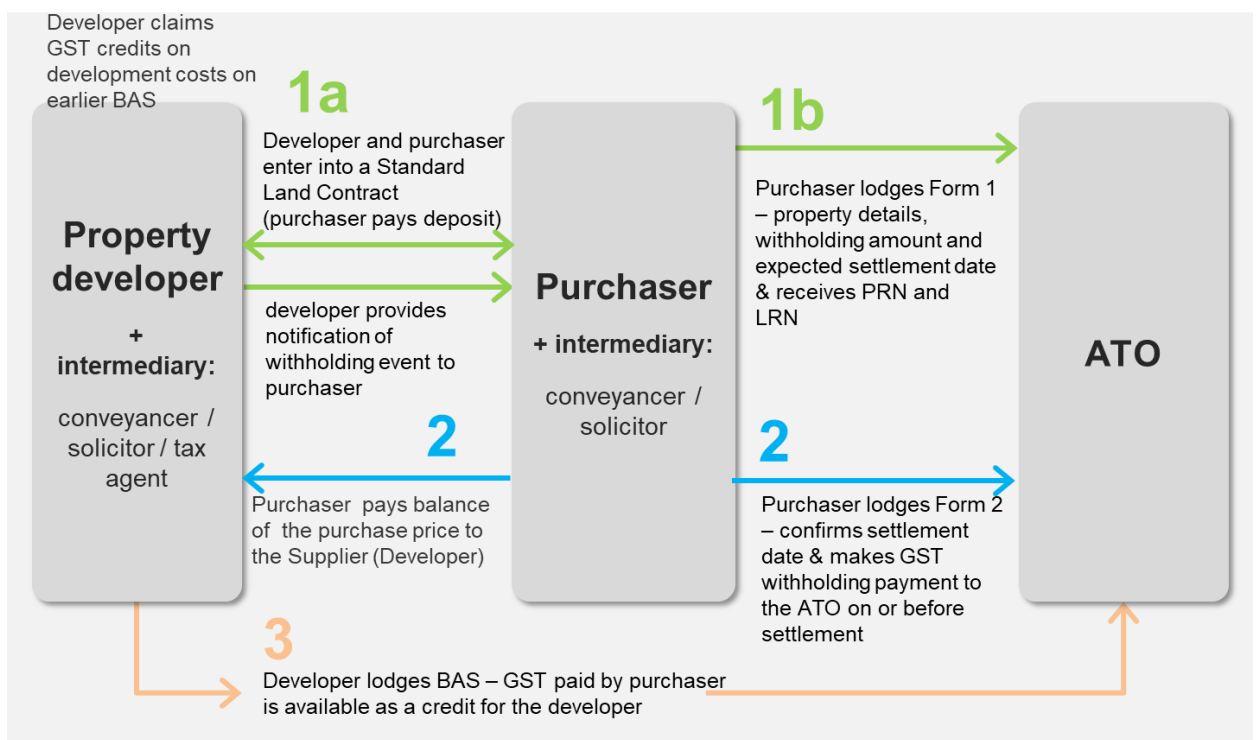 Developer claims
GST credits on
development costs on
earlier BAS
Property
developer
+
intermediary:
conveyancer /
solicitor / tax
agent
1a
Developer and purchaser
enter into a Standard
Land Contract
(purchaser pays deposit)
developer provides
notification of
withholding event to
purchaser
2
Purchaser pays balance
of the purchase price to
the Supplier (Developer)
Purchaser
+ intermediary:
conveyancer /
solicitor
1b
Purchaser lodges Form 1
– property details,
withholding amount and
expected settlement date
& receives PRN and
LRN
2
Purchaser lodges Form 2
– confirms settlement
date & makes GST
withholding payment to
the ATO on or before
settlement
ATO
3
Developer lodges BAS – GST paid by purchaser
is available as a credit for the developer